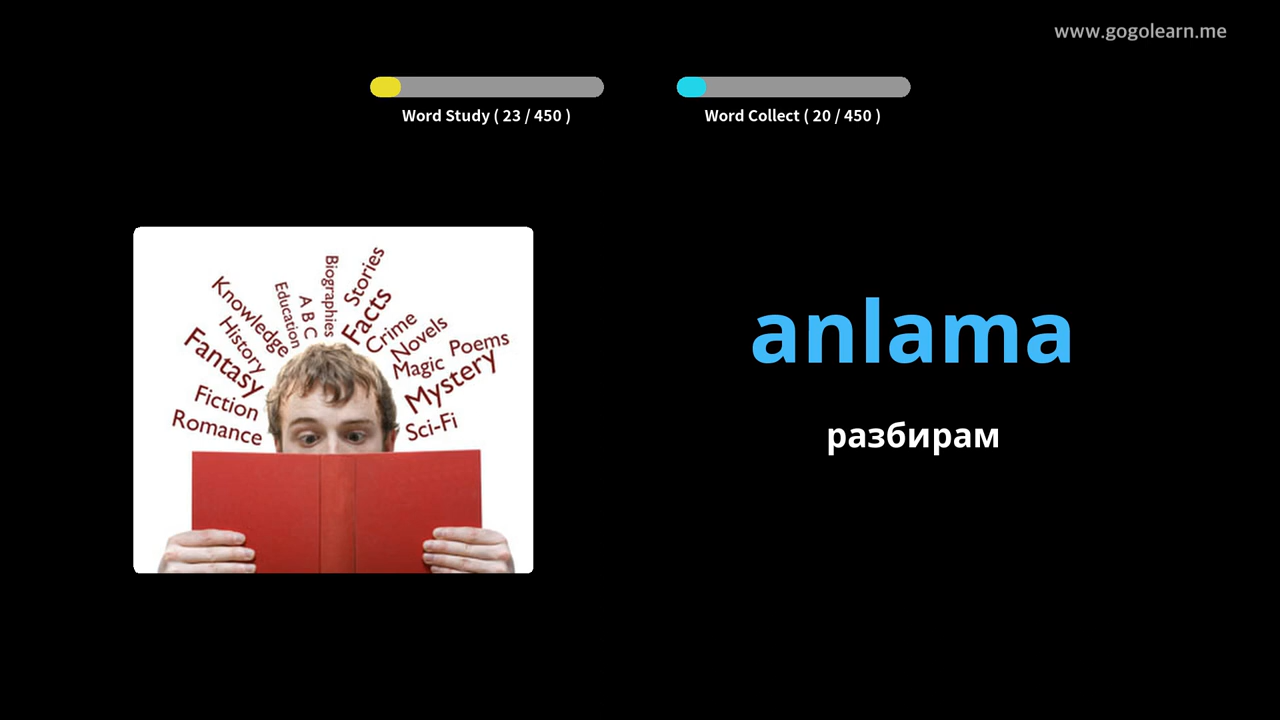 www.gogolearn.me
Word Study ( 23 / 450 )
Word Collect ( 20 / 450 )
Romance
Fiction
Fantasy
History
Knowledge
Education
A B C
Biographies
Stories
Facts
Crime
Novels
Magic
Poems
Mystery
Sci-Fi
anlama
разбирам